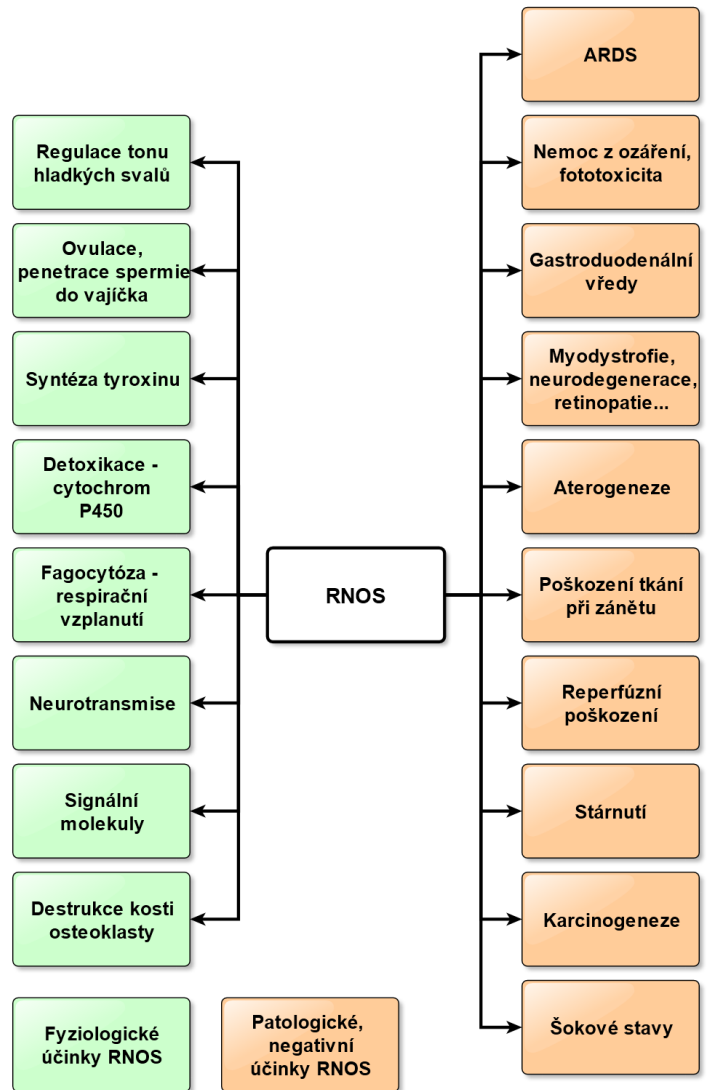 ARDS
Regulace tonu
hladkých svalů
Nemoc z ozáření,
fototoxicita
Ovulace,
penetrace spermie
do vajíčka
Gastroduodenální
vředy
Syntéza tyroxinu
Myodystrofie,
neurodegenerace,
retinopatie...
Detoxikace -
cytochrom
P450
Aterogeneze
Fagocytóza -
respirační
vzplanutí
RNOS
Poškození tkání
při zánětu
Neurotransmise
Reperfúzní
poškození
Signální
molekuly
Stárnutí
Destrukce kosti
osteoklasty
Karcinogeneze
Fyziologické
účinky RNOS
Patologické,
negativní
účinky RNOS
Šokové stavy